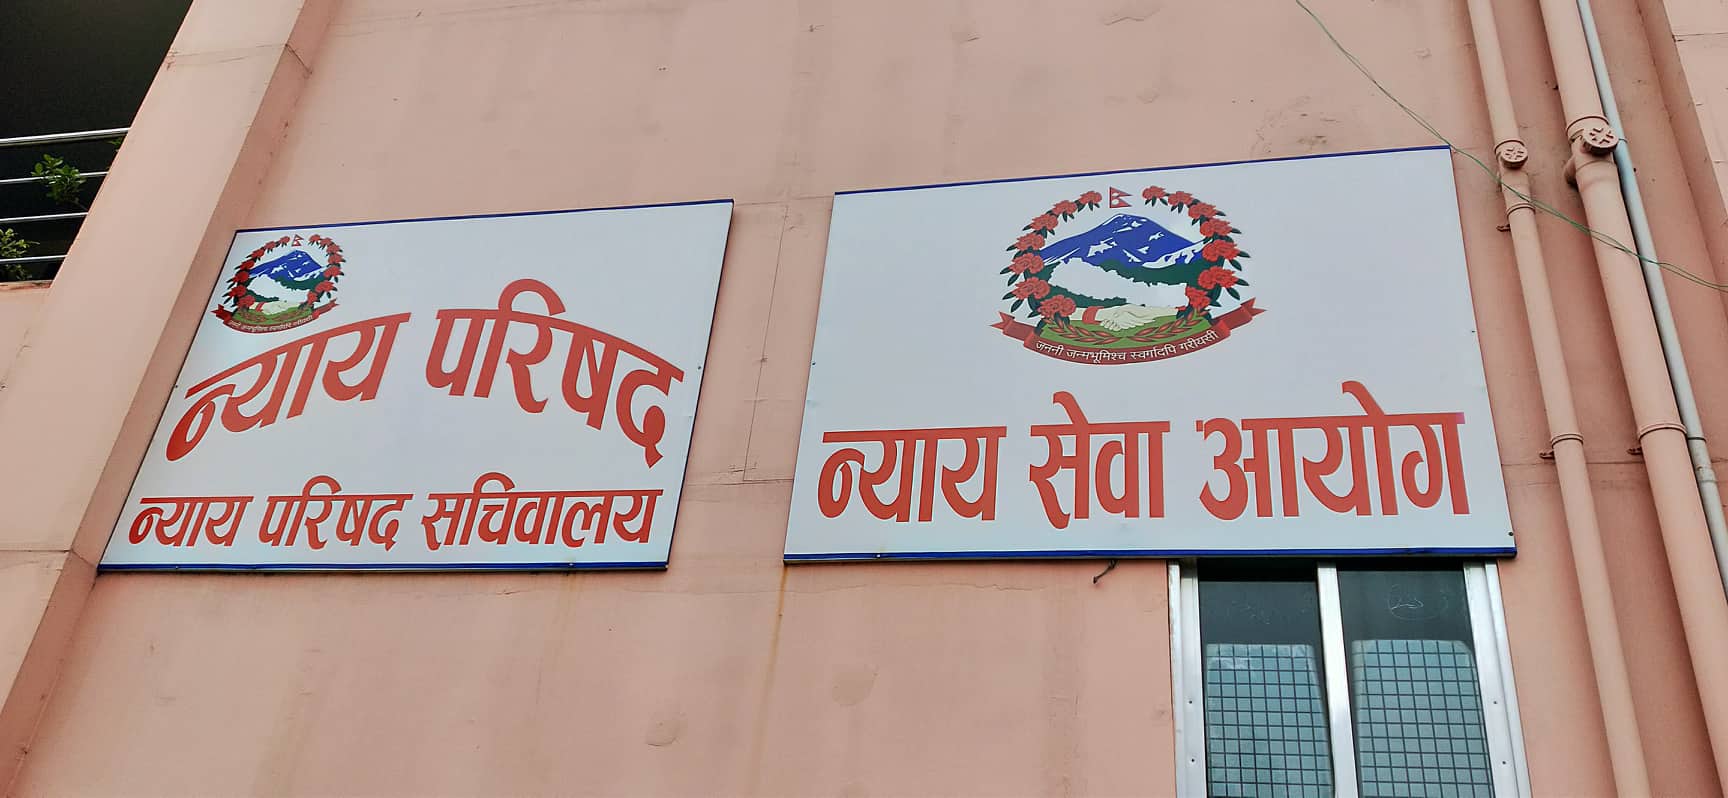 न्याय परिषद
न्याय परिषद सचिवालय
जननी जन्मभूमिश्च स्वर्गादपि गरीयसी
न्याय सेवा आयोग